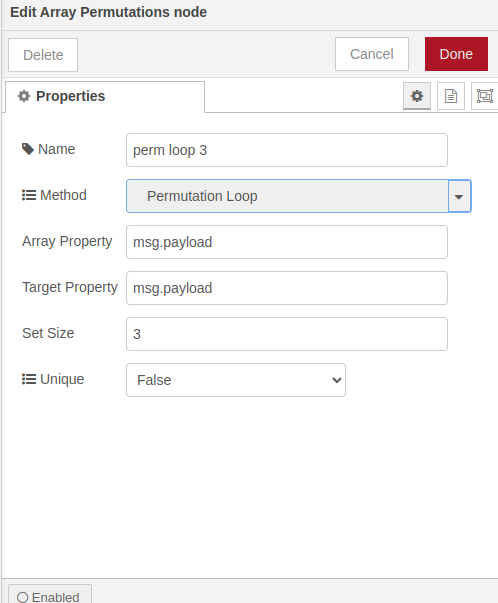 Edit Array Permutations node
Delete
Cancel
Done
Properties
Name
perm loop 3
Method
Permutation Loop
Array Property
msg.payload
Target Property
msg.payload
Set Size
3
Unique
False
Enabled